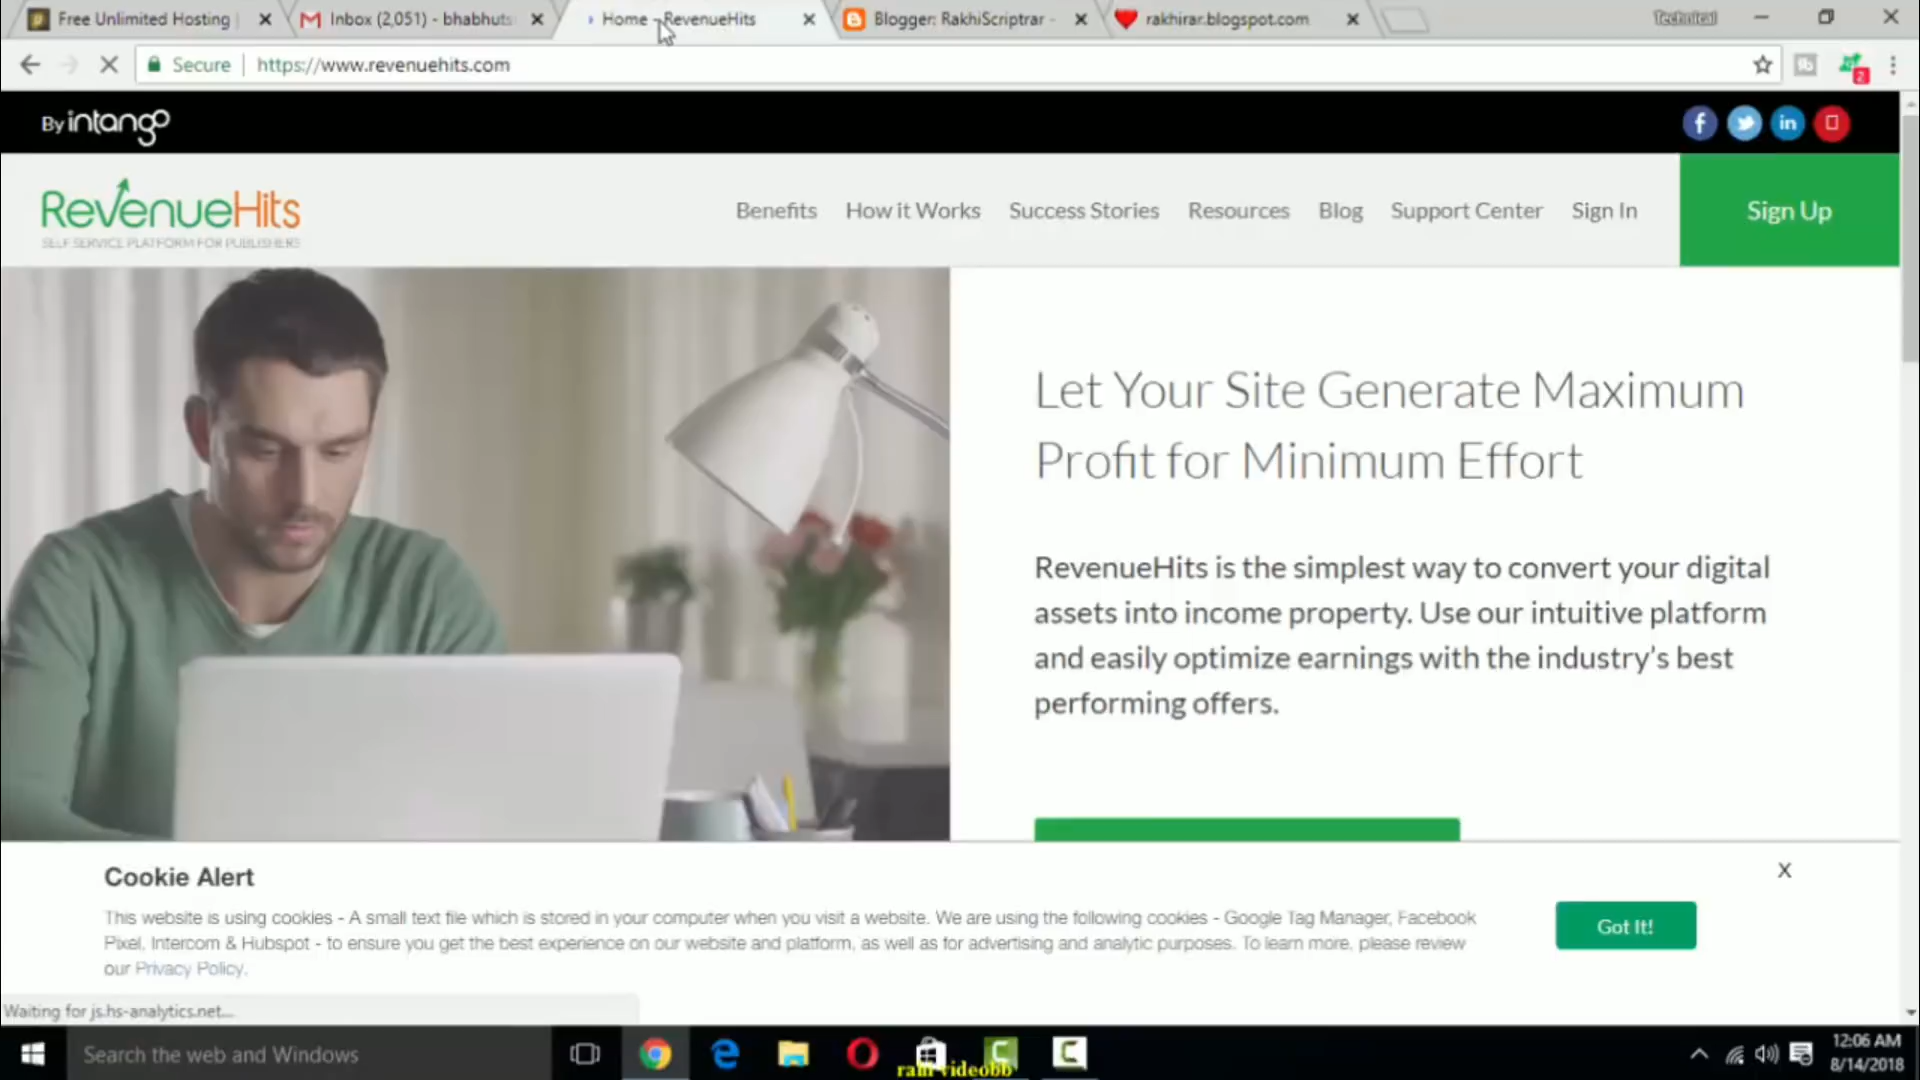 Free Unlimited Hosting
Inbox (2,051) - bhabhuts
Home - RevenueHits
Blogger: RakhiScriptrar -
rakhirar.blogspot.com
Secure
https://www.revenuehits.com
2
By intango
RevenueHits
SELF SERVICE PLATFORM FOR PUBLISHERS
Benefits
How it Works
Success Stories
Resources
Blog
Support Center
Sign In
Sign Up
Let Your Site Generate Maximum
Profit for Minimum Effort
RevenueHits is the simplest way to convert your digital
assets into income property. Use our intuitive platform
and easily optimize earnings with the industry's best
performing offers.
Cookie Alert
X
This website is using cookies - A small text file which is stored in your computer when you visit a website. We are using the following cookies - Google Tag Manager, Facebook
Pixel, Intercom & Hubspot - to ensure you get the best experience on our website and platform, as well as for advertising and analytic purposes. To learn more, please review
our Privacy Policy.
Got It!
Waiting for js.hs-analytics.net...
Search the web and Windows
12:06 AM
8/14/2018